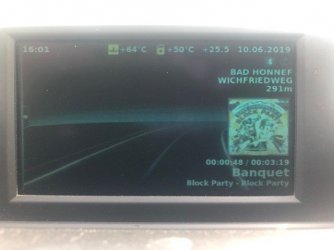 16:01 +64°C +50°C +25.5 10.06.2019
BAD HONNEF
WICHFRIEDWEG
291m
00:00:48 / 00:03:19
Banquet
Block Party - Block Party